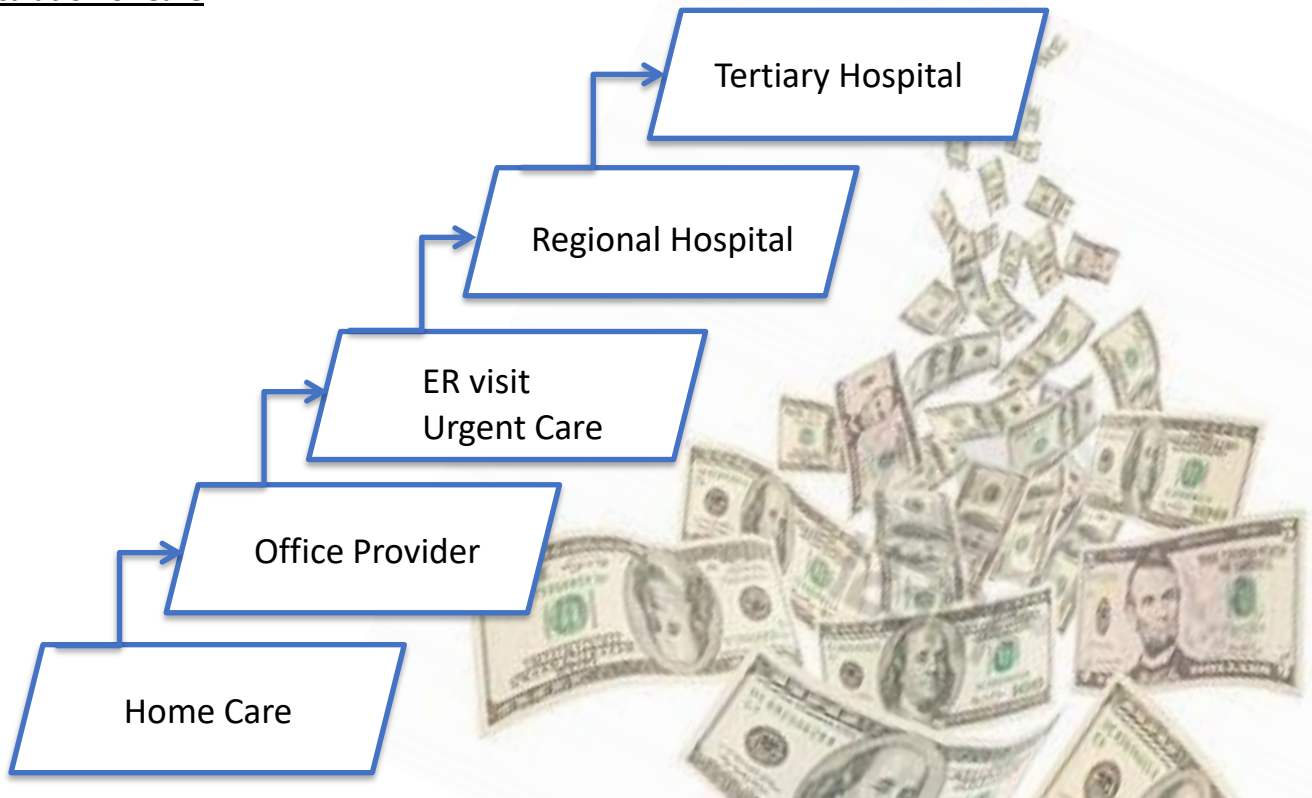 Tertiary Hospital
Regional Hospital
ER visit
Urgent Care
Office Provider
Home Care